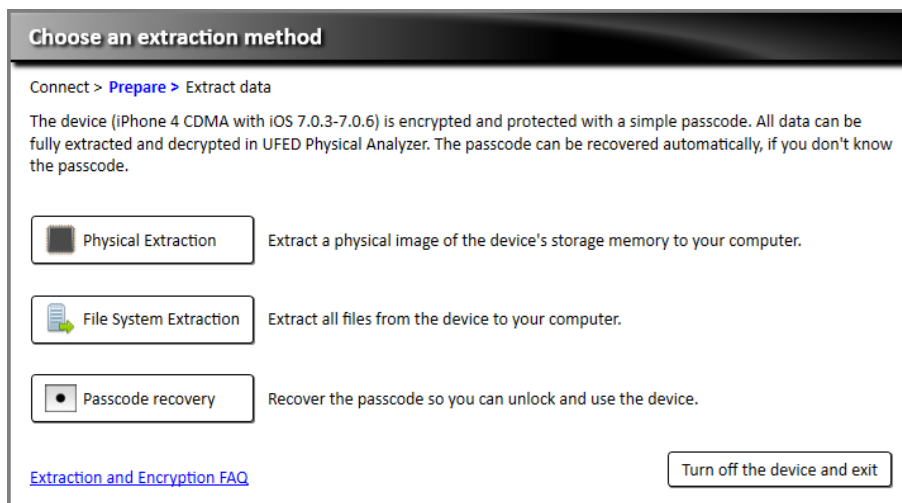 Choose an extraction method
Connect > Prepare > Extract data
The device (iPhone 4 CDMA with iOS 7.0.3-7.0.6) is encrypted and protected with a simple passcode. All data can be
fully extracted and decrypted in UFED Physical Analyzer. The passcode can be recovered automatically, if you don't know
the passcode.
Physical Extraction Extract a physical image of the device's storage memory to your computer.
File System Extraction Extract all files from the device to your computer.
Passcode recovery Recover the passcode so you can unlock and use the device.
Extraction and Encryption FAQ Turn off the device and exit